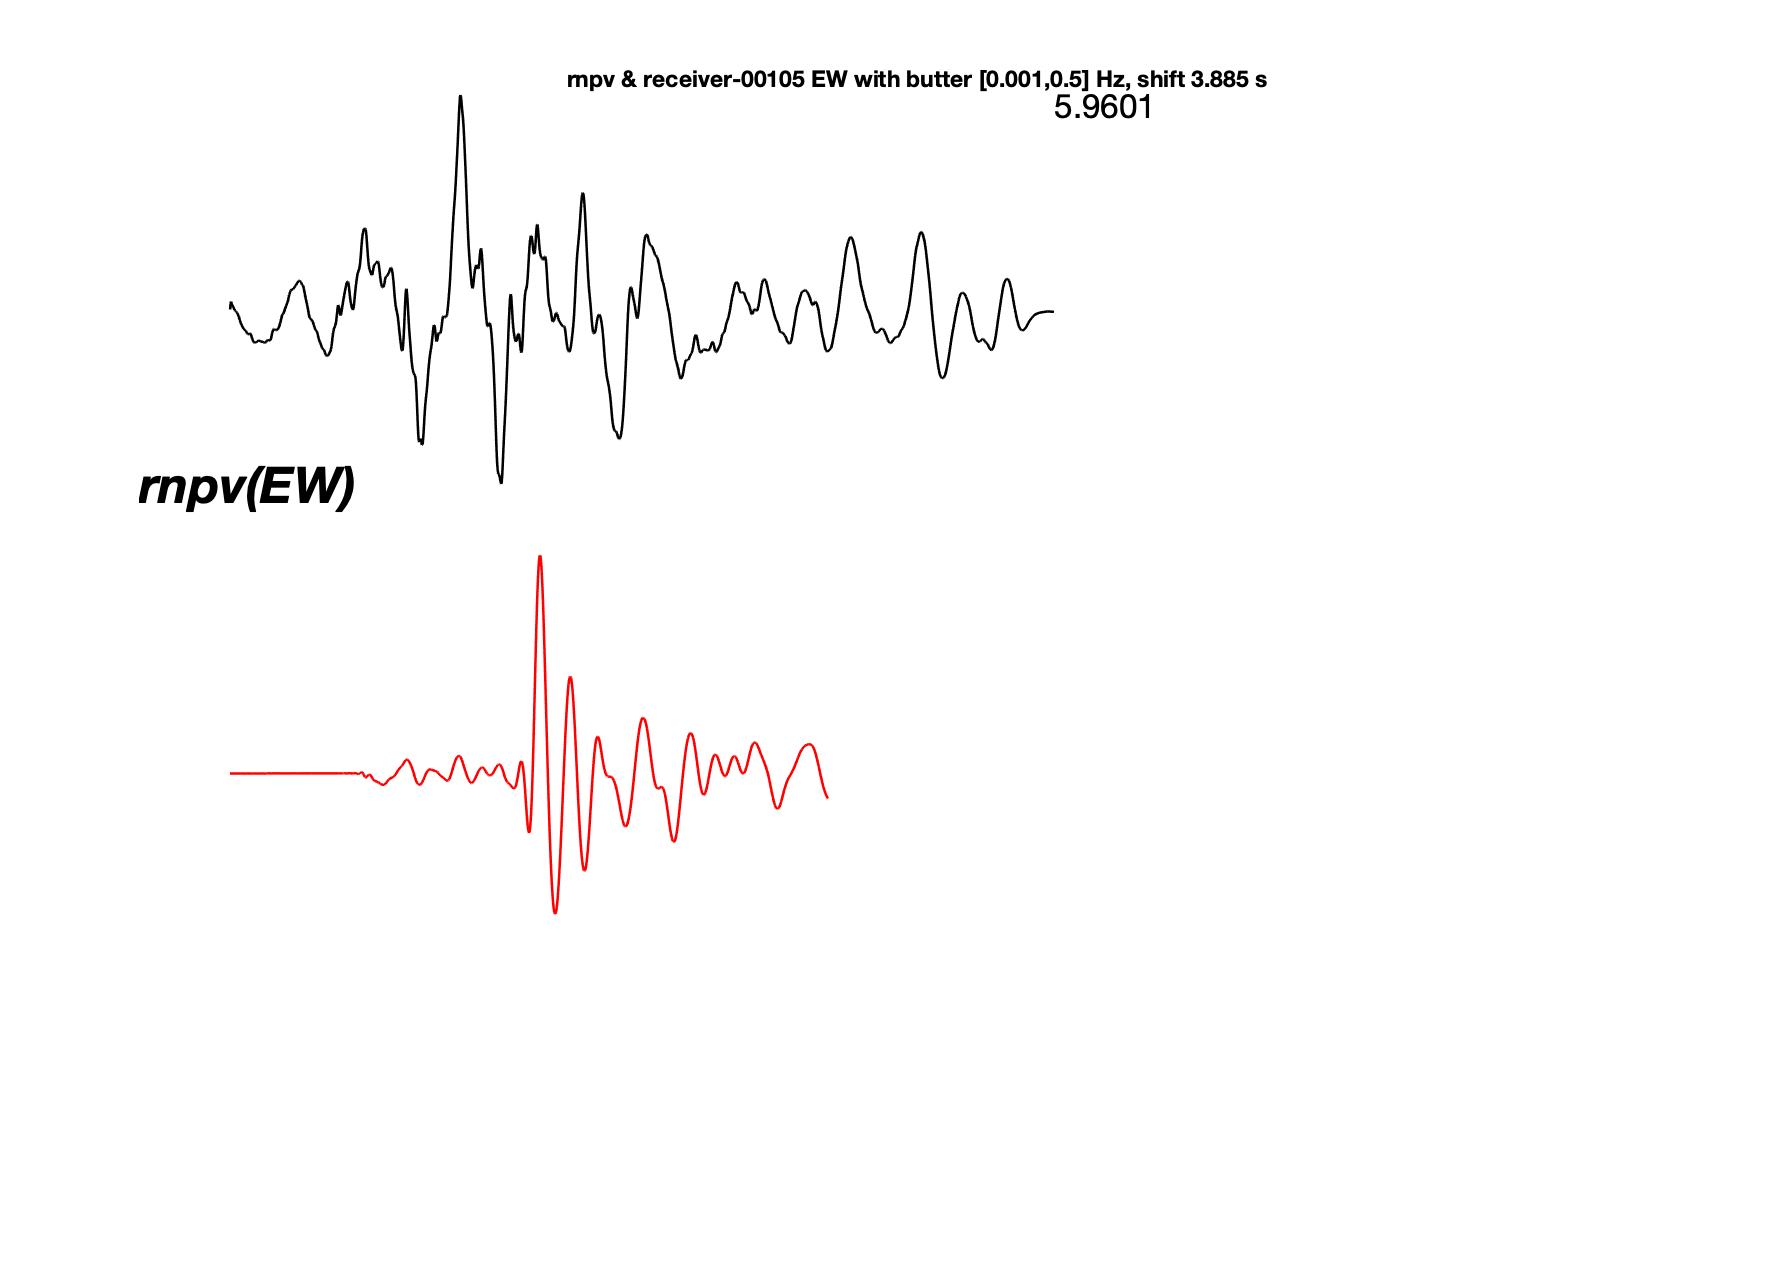 rnpv & receiver-00105 EW with butter [0.001,0.5] Hz, shift 3.885 s
5.9601
rnpv(EW)